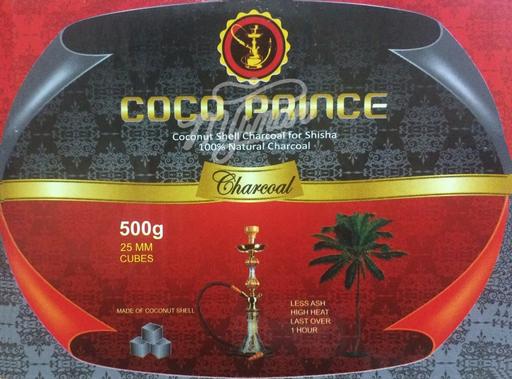 COCO PRINCE
Coconut Shell Charcoal for Shisha
100% Natural Charcoal
Charcoal
500g
25 MM
CUBES
MADE OF COCONUT SHELL
LESS ASH
HIGH HEAT
LAST OVER
1 HOUR